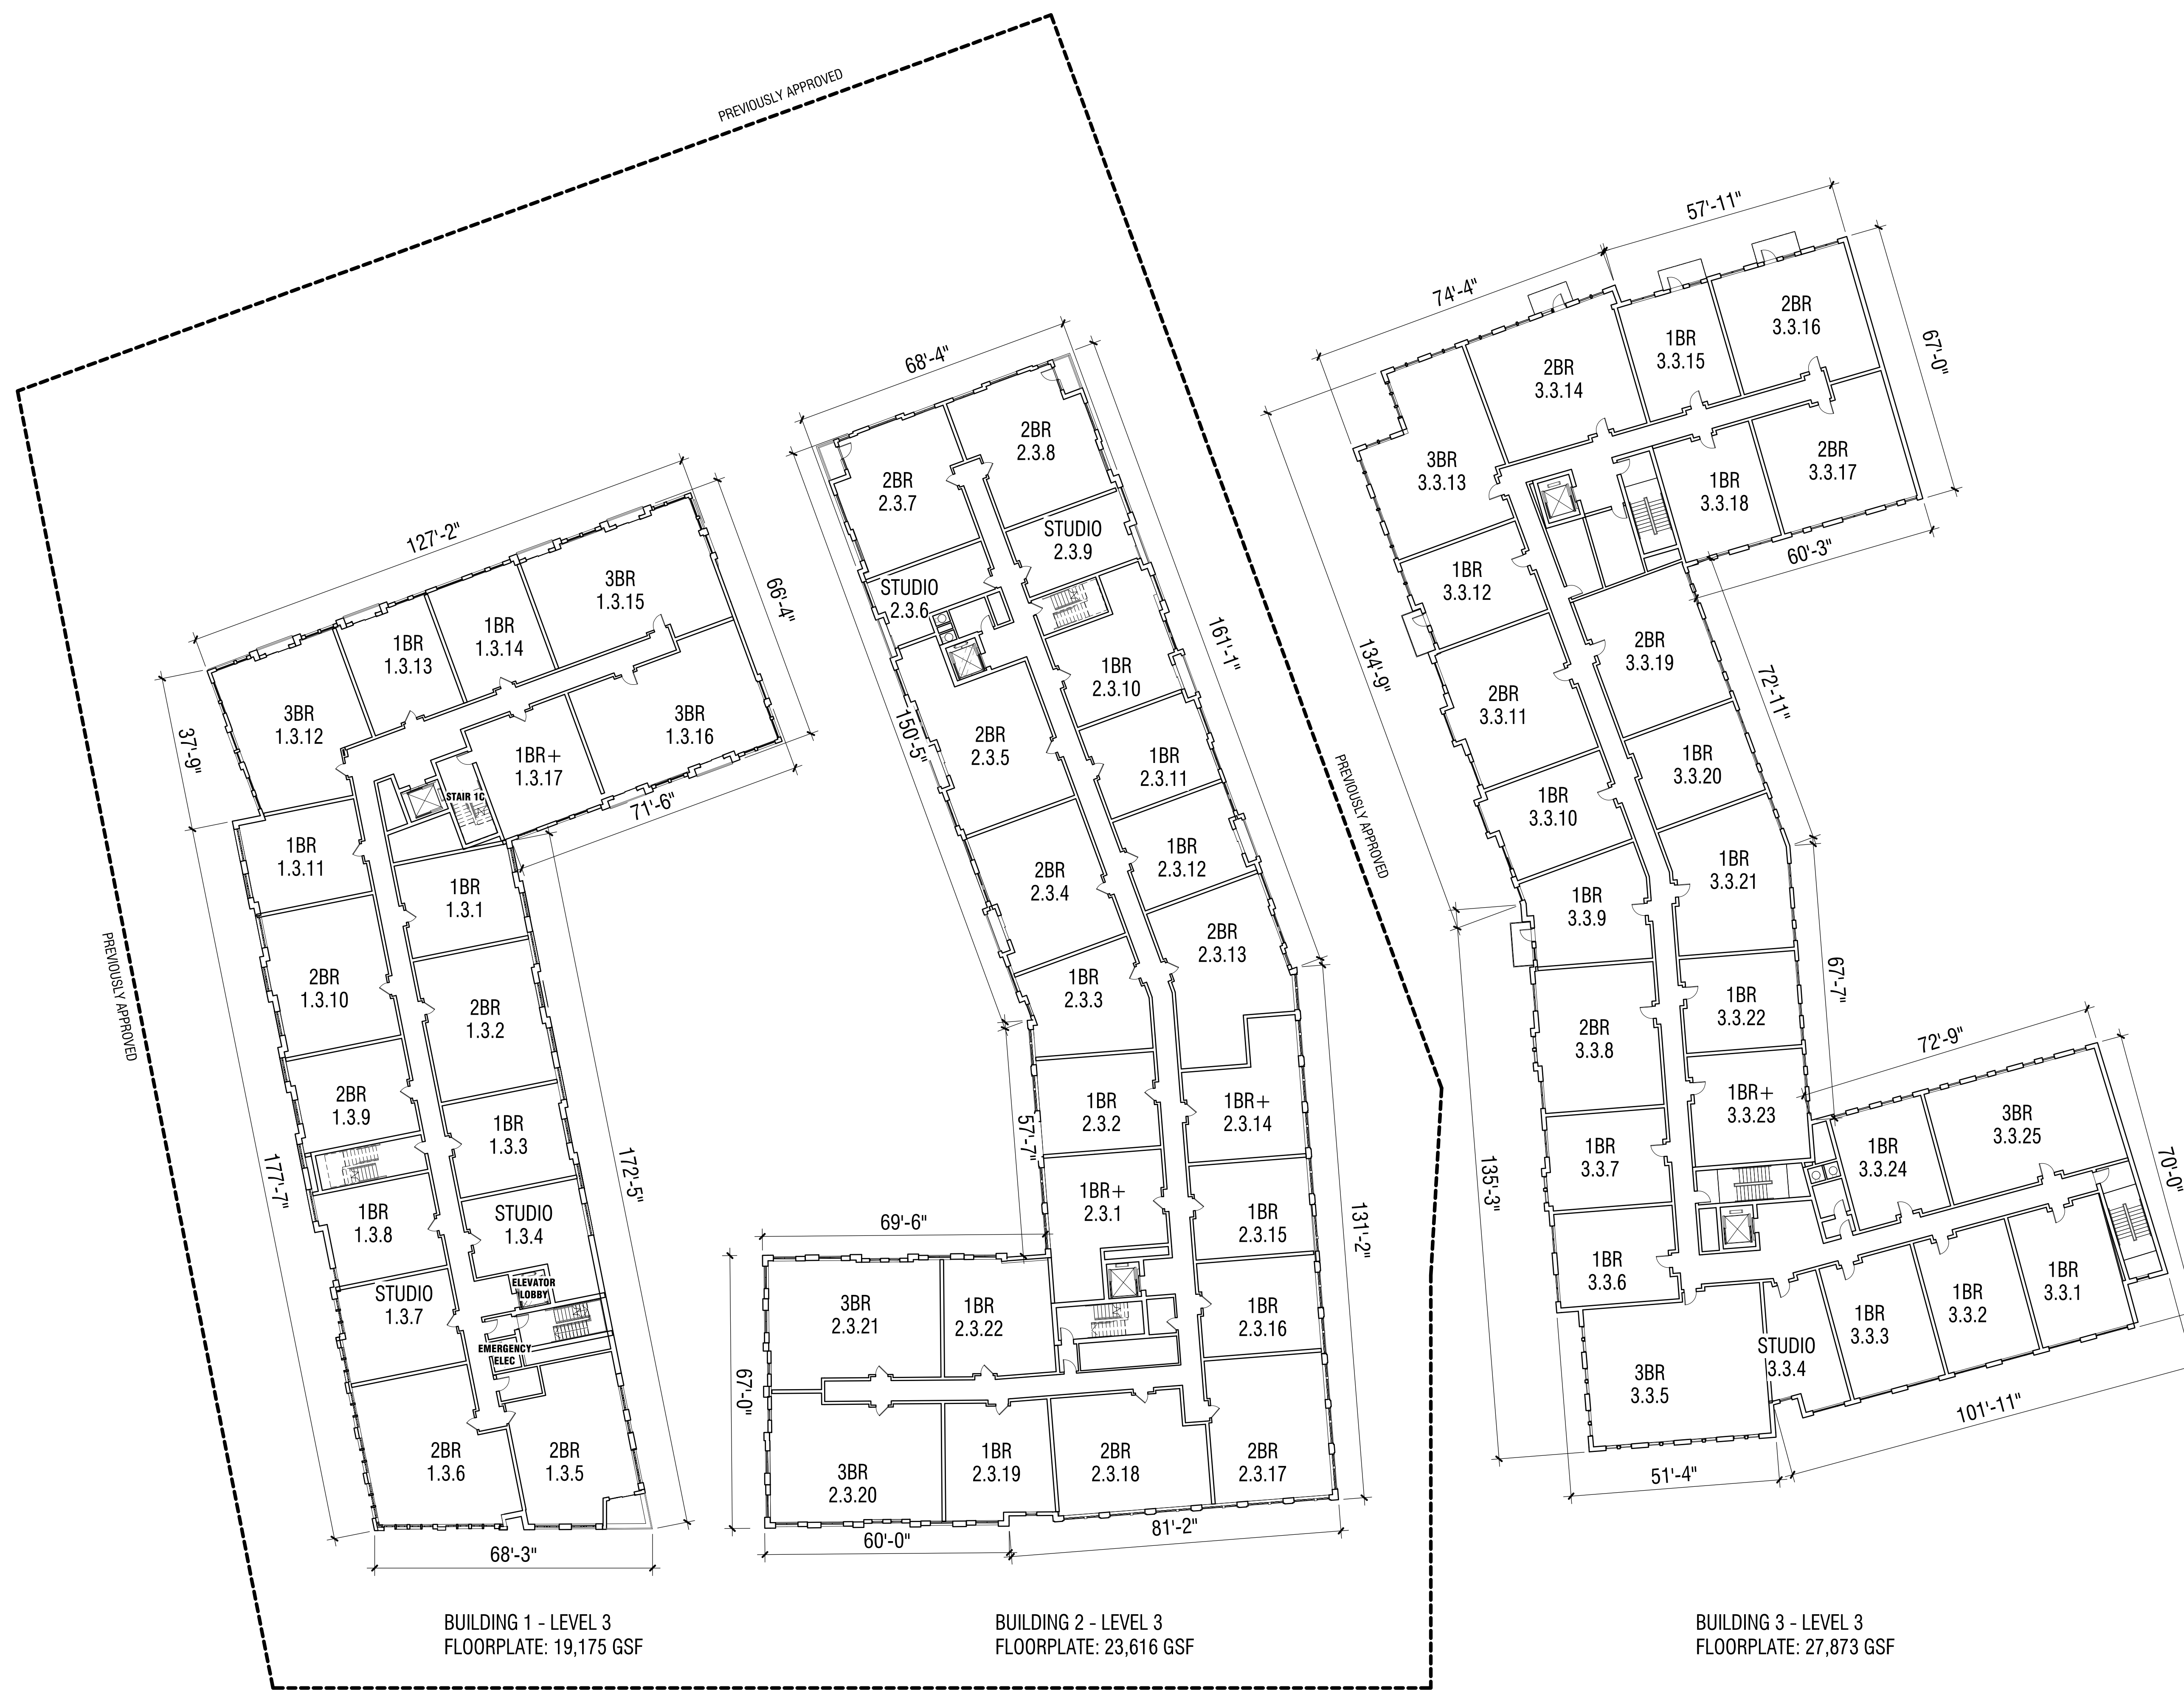 PREVIOUSLY APPROVED
PREVIOUSLY APPROVED
PREVIOUSLY APPROVED
127'-2"
66'-4"
37'-9"
71'-6"
177'-7"
172'-5"
68'-3"
3BR
1.3.12
1BR
1.3.13
1BR
1.3.14
3BR
1.3.15
3BR
1.3.16
1BR+
1.3.17
STAIR 1C
1BR
1.3.11
1BR
1.3.1
2BR
1.3.10
2BR
1.3.2
2BR
1.3.9
1BR
1.3.3
1BR
1.3.8
STUDIO
1.3.4
STUDIO
1.3.7
ELEVATOR
LOBBY
EMERGENCY
ELEC
2BR
1.3.6
2BR
1.3.5
BUILDING 1 - LEVEL 3
FLOORPLATE: 19,175 GSF
68'-4"
161'-1"
150'-5"
57'-7"
69'-6"
67'-0"
131'-2"
60'-0"
81'-2"
2BR
2.3.8
2BR
2.3.7
STUDIO
2.3.9
STUDIO
2.3.6
1BR
2.3.10
2BR
2.3.5
1BR
2.3.11
1BR
2.3.12
2BR
2.3.4
2BR
2.3.13
1BR
2.3.3
1BR
2.3.2
1BR+
2.3.14
1BR+
2.3.1
1BR
2.3.15
3BR
2.3.21
1BR
2.3.22
1BR
2.3.16
3BR
2.3.20
1BR
2.3.19
2BR
2.3.18
2BR
2.3.17
BUILDING 2 - LEVEL 3
FLOORPLATE: 23,616 GSF
57'-11"
74'-4"
67'-0"
60'-3"
134'-9"
72'-11"
67'-7"
72'-9"
70'-0"
135'-3"
51'-4"
101'-11"
2BR
3.3.16
1BR
3.3.15
2BR
3.3.14
3BR
3.3.13
2BR
3.3.17
1BR
3.3.18
1BR
3.3.12
2BR
3.3.19
2BR
3.3.11
1BR
3.3.20
1BR
3.3.10
1BR
3.3.21
1BR
3.3.9
1BR
3.3.22
2BR
3.3.8
1BR+
3.3.23
3BR
3.3.25
1BR
3.3.24
1BR
3.3.7
1BR
3.3.6
1BR
3.3.1
1BR
3.3.2
1BR
3.3.3
STUDIO
3.3.4
3BR
3.3.5
BUILDING 3 - LEVEL 3
FLOORPLATE: 27,873 GSF